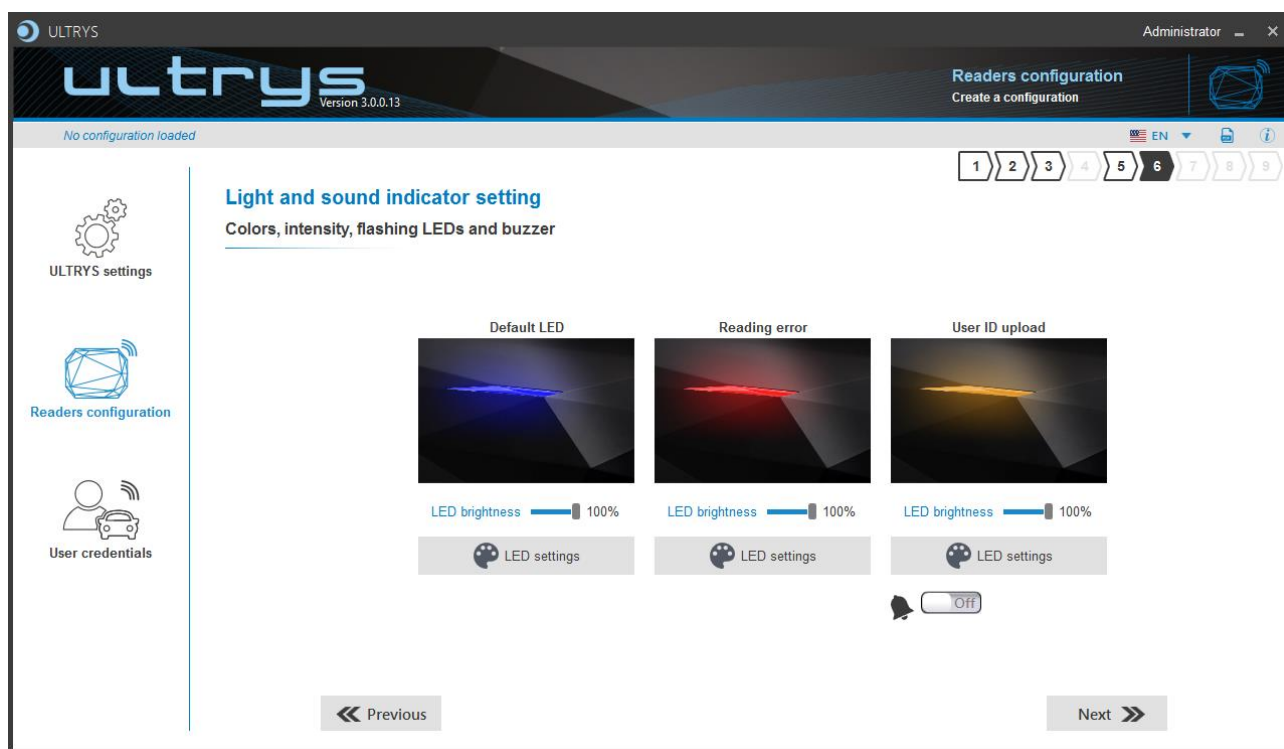 ULTRYS
Administrator
ultrys
Version 3.0.0.13
Readers configuration
Create a configuration
No configuration loaded
EN
i
1 2 3 4 5 6 7 8 9
Light and sound indicator setting
Colors, intensity, flashing LEDs and buzzer
ULTRYS settings
Readers configuration
User credentials
Default LED
Reading error
User ID upload
LED brightness 100%
LED brightness 100%
LED brightness 100%
LED settings
LED settings
LED settings
Off
Previous
Next